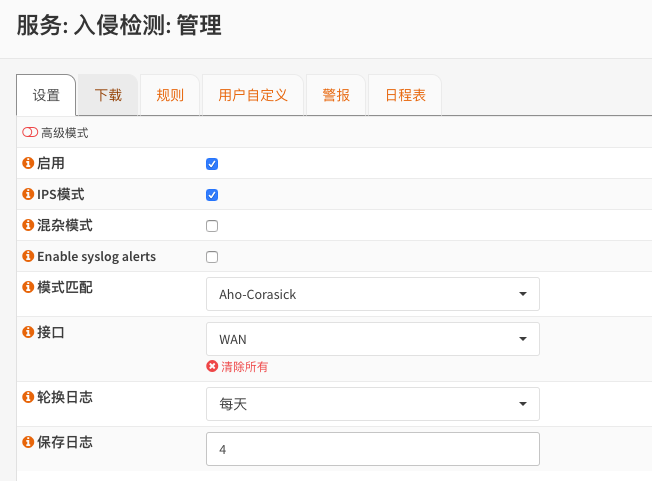 服务: 入侵检测: 管理
设置 下载 规则 用户自定义 警报 日程表
高级模式
启用
IPS模式
混杂模式
Enable syslog alerts
模式匹配 Aho-Corasick
接口 WAN
清除所有
轮换日志 每天
保存日志 4